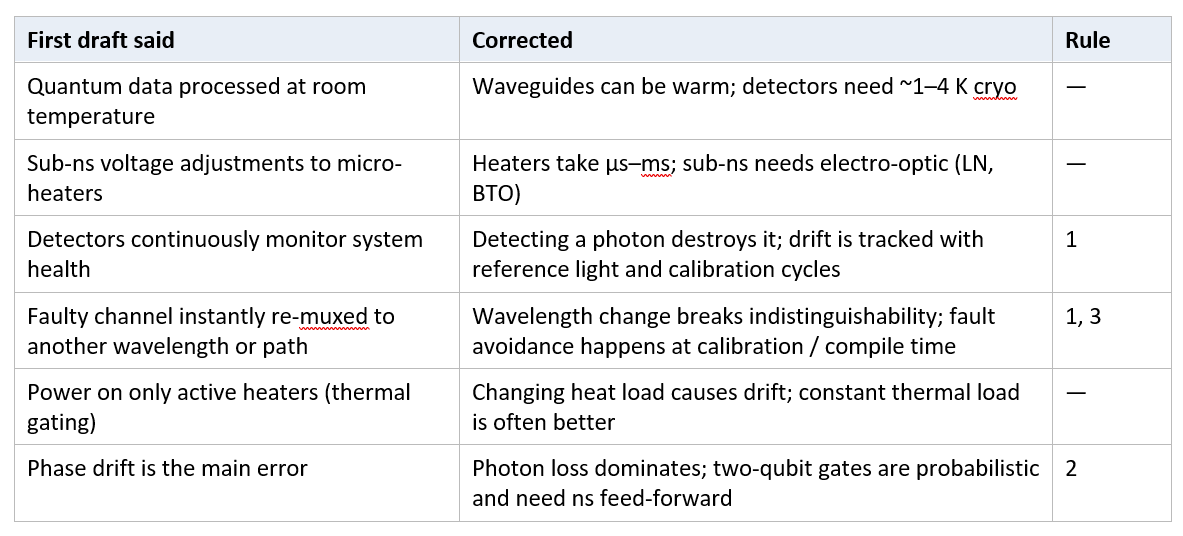 First draft said
Corrected
Rule
Quantum data processed at room
temperature
Waveguides can be warm; detectors need ~1–4 K cryo
—
Sub-ns voltage adjustments to micro-
heaters
Heaters take µs–ms; sub-ns needs electro-optic (LN,
BTO)
—
Detectors continuously monitor system
health
Detecting a photon destroys it; drift is tracked with
reference light and calibration cycles
1
Faulty channel instantly re-muxed to
another wavelength or path
Wavelength change breaks indistinguishability; fault
avoidance happens at calibration / compile time
1, 3
Power on only active heaters (thermal
gating)
Changing heat load causes drift; constant thermal load
is often better
—
Phase drift is the main error
Photon loss dominates; two-qubit gates are probabilistic
and need ns feed-forward
2